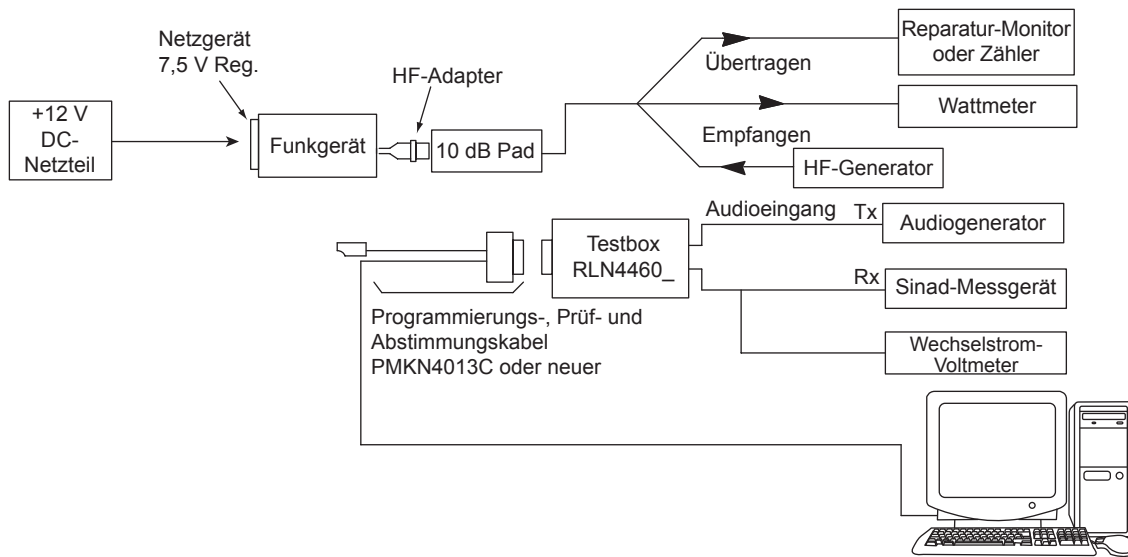 Netzgerät
7,5 V Reg.
HF-Adapter
+12 V
DC-
Netzteil
Funkgerät
10 dB Pad
Übertragen
Reparatur-Monitor
oder Zähler
Wattmeter
Empfangen
HF-Generator
Audioeingang
Tx
Audiogenerator
Testbox
RLN4460_
Rx
Sinad-Messgerät
Wechselstrom-
Voltmeter
Programmierungs-, Prüf- und
Abstimmungskabel
PMKN4013C oder neuer